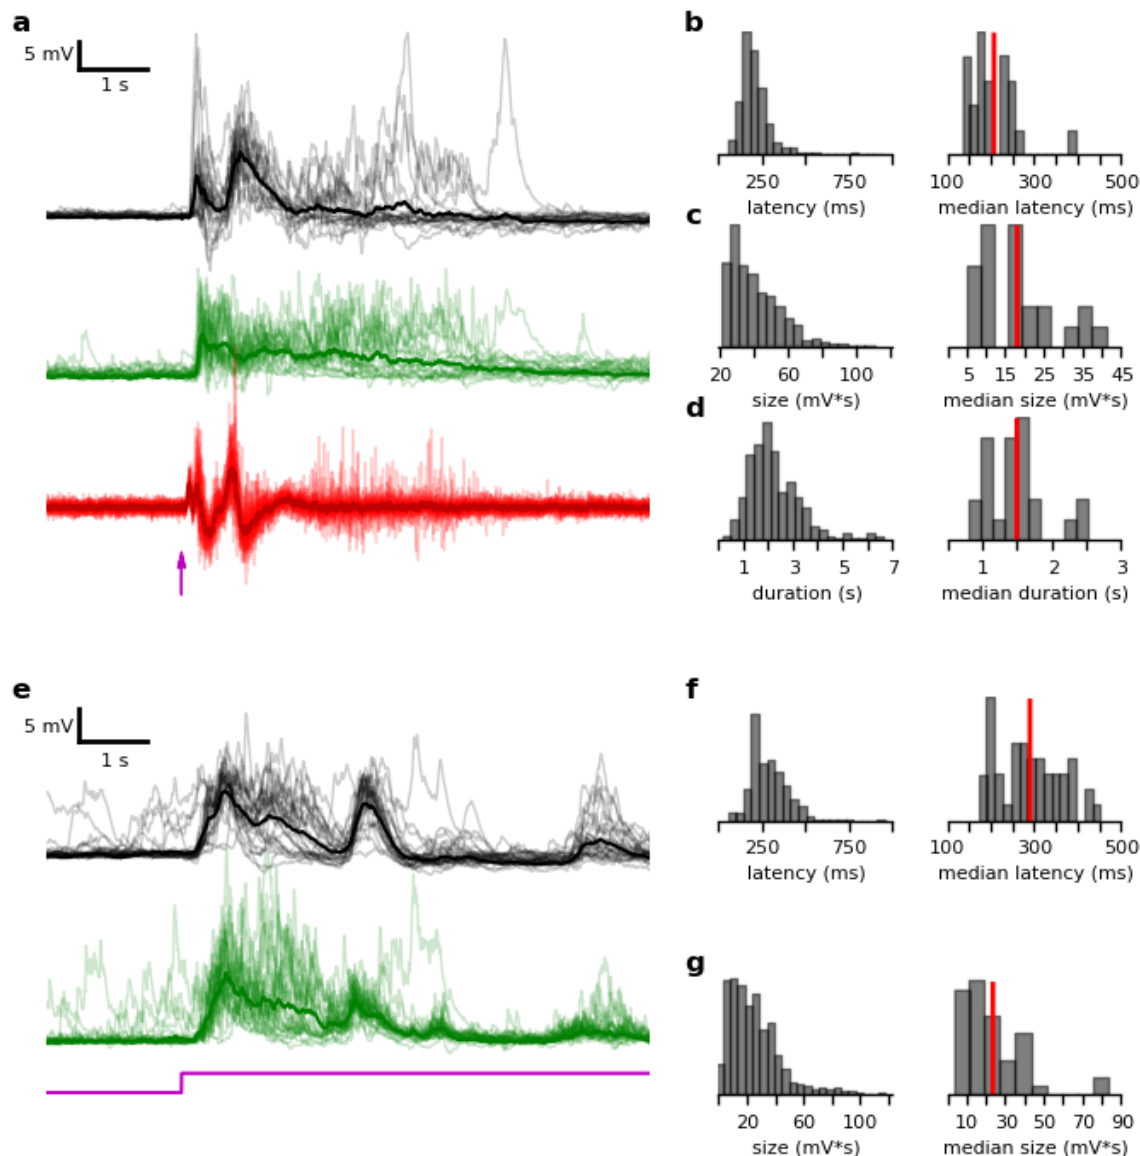 a
5 mV
1 s
b
250 750
latency (ms)
100 300 500
median latency (ms)
c
20 60 100
size (mV*s)
5 15 25 35 45
median size (mV*s)
d
1 3 5 7
duration (s)
1 2 3
median duration (s)
e
5 mV
1 s
f
250 750
latency (ms)
100 300 500
median latency (ms)
g
20 60 100
size (mV*s)
10 30 50 70 90
median size (mV*s)